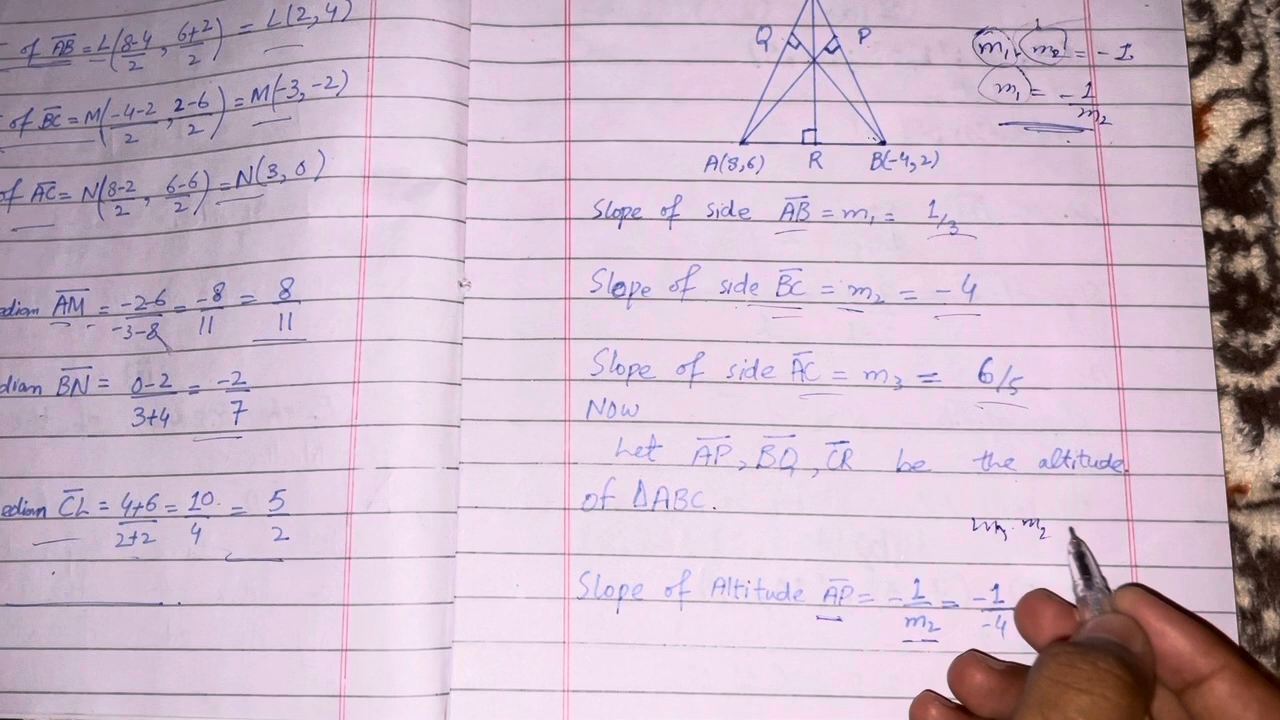 of AB = L(8-4/2, 6+2/2) = L(2, 4)
of BC = M(-4-2/2, 2-6/2) = M(-3, -2)
of AC = N(8-2/2, 6-6/2) = N(3, 0)
edian AM = -2-6/-3-8 = -8/11 = 8/11
dian BN = 0-2/3+4 = -2/7
edian CL = 4+6/2+2 = 10/4 = 5/2
Q P
A(8,6) R B(-4,2)
m₁ . m₂ = -1
m₁ = -1/m₂
Slope of side AB = m₁ = 1/3
Slope of side BC = m₂ = -4
Slope of side AC = m₃ = 6/5
Now
Let AP, BQ, CR be the altitude
of ΔABC.
Slope of Altitude AP = -1/m₂ = -1/-4